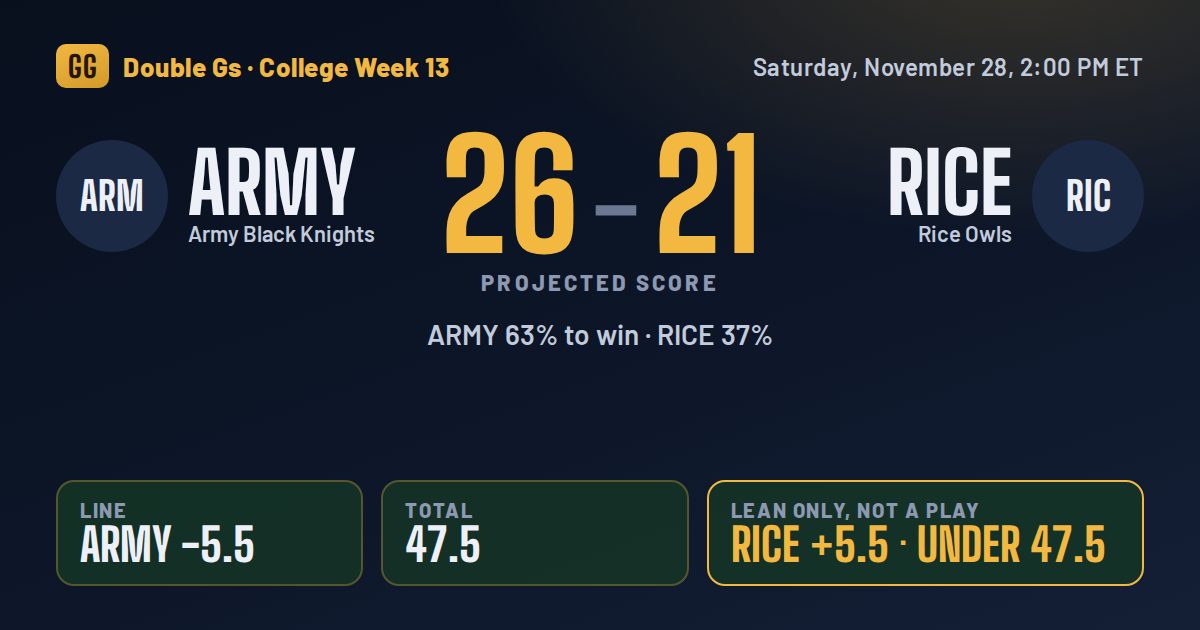 GG Double Gs · College Week 13
Saturday, November 28, 2:00 PM ET
ARM
ARMY
Army Black Knights
26 – 21
PROJECTED SCORE
ARMY 63% to win · RICE 37%
RICE
Rice Owls
RIC
LINE
ARMY −5.5
TOTAL
47.5
LEAN ONLY, NOT A PLAY
RICE +5.5 · UNDER 47.5